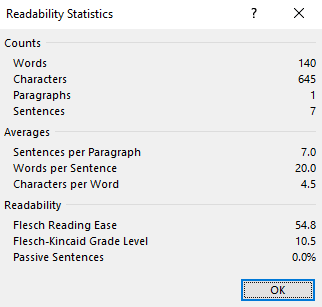 Readability Statistics ? ×
Counts
Words 140
Characters 645
Paragraphs 1
Sentences 7
Averages
Sentences per Paragraph 7.0
Words per Sentence 20.0
Characters per Word 4.5
Readability
Flesch Reading Ease 54.8
Flesch-Kincaid Grade Level 10.5
Passive Sentences 0.0%
OK